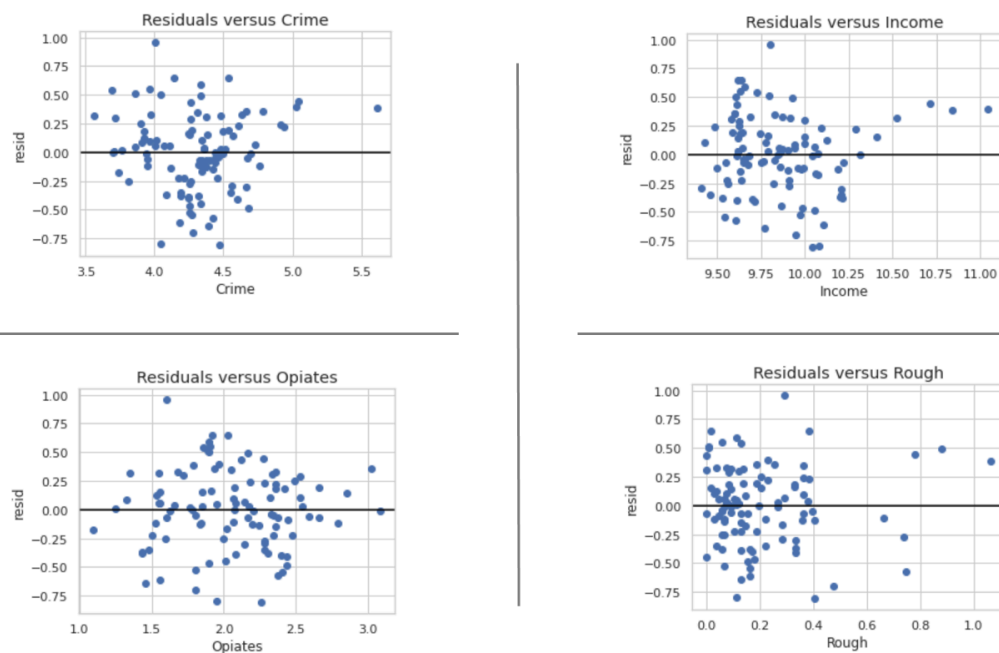 Residuals versus Crime
1.00
0.75
0.50
0.25
0.00
−0.25
−0.50
−0.75
resid
3.5 4.0 4.5 5.0 5.5
Crime
Residuals versus Income
1.00
0.75
0.50
0.25
0.00
−0.25
−0.50
−0.75
resid
9.50 9.75 10.00 10.25 10.50 10.75 11.00
Income
Residuals versus Opiates
1.00
0.75
0.50
0.25
0.00
−0.25
−0.50
−0.75
resid
1.0 1.5 2.0 2.5 3.0
Opiates
Residuals versus Rough
1.00
0.75
0.50
0.25
0.00
−0.25
−0.50
−0.75
resid
0.0 0.2 0.4 0.6 0.8 1.0
Rough